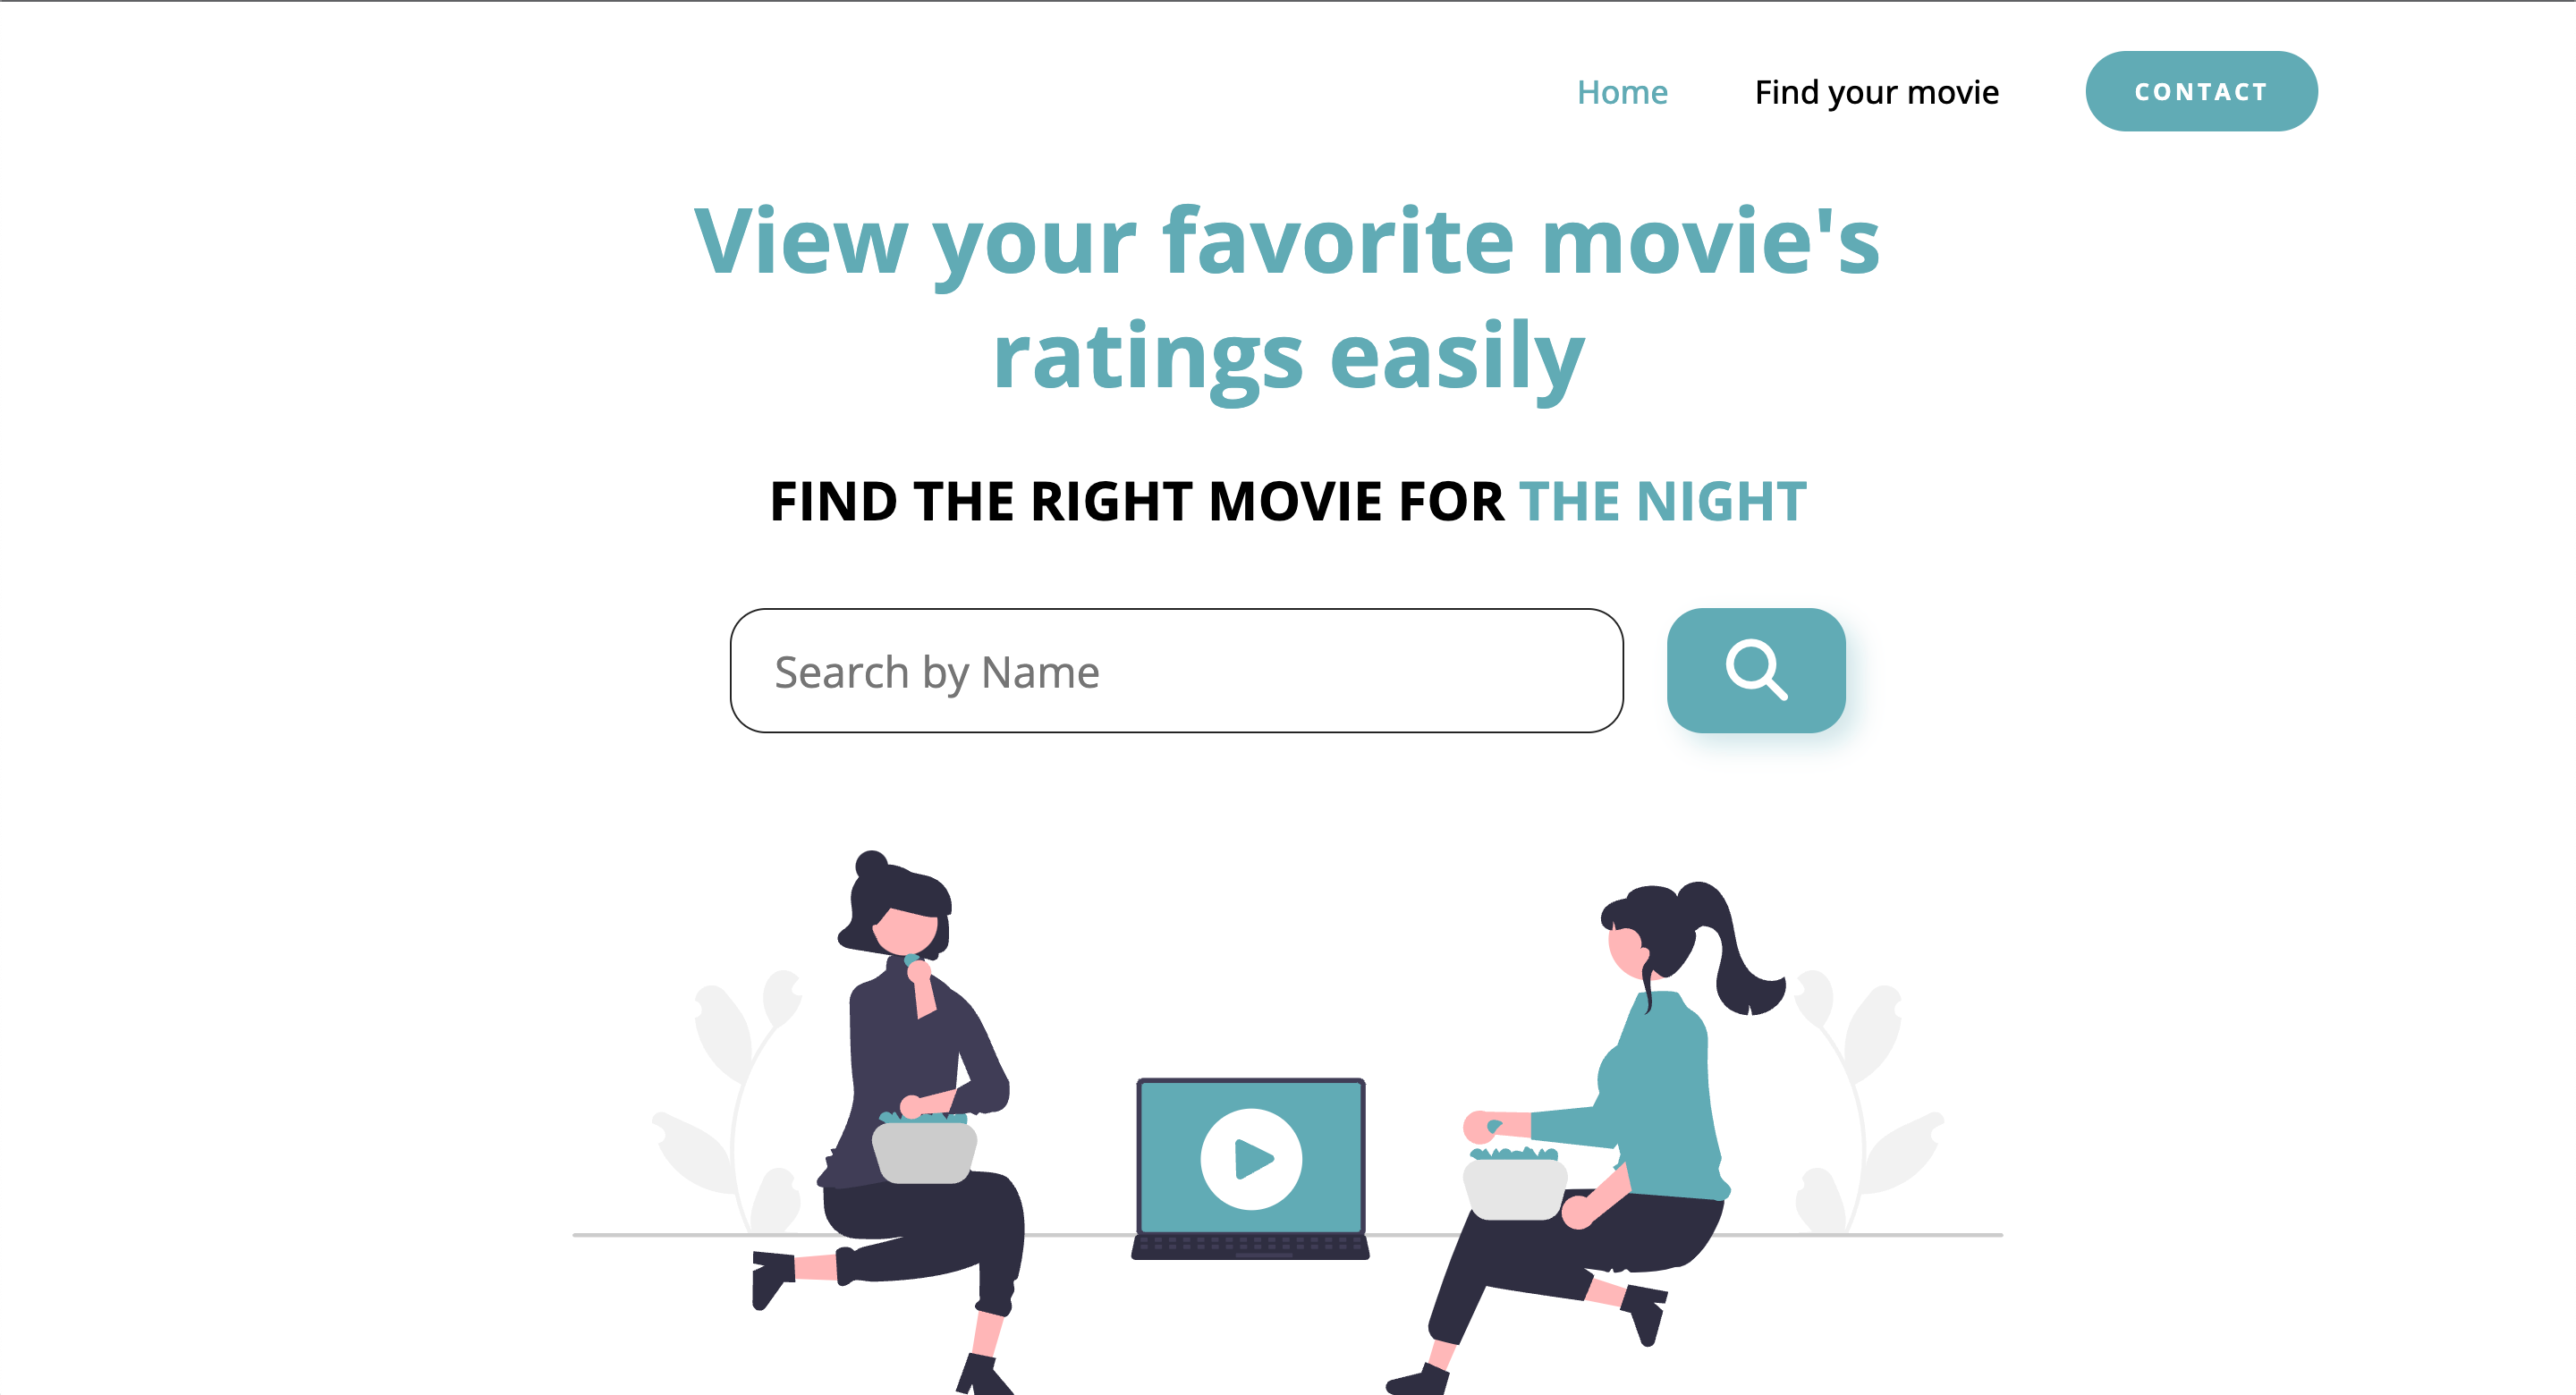 Home Find your movie CONTACT
View your favorite movie's
ratings easily
FIND THE RIGHT MOVIE FOR THE NIGHT
Search by Name